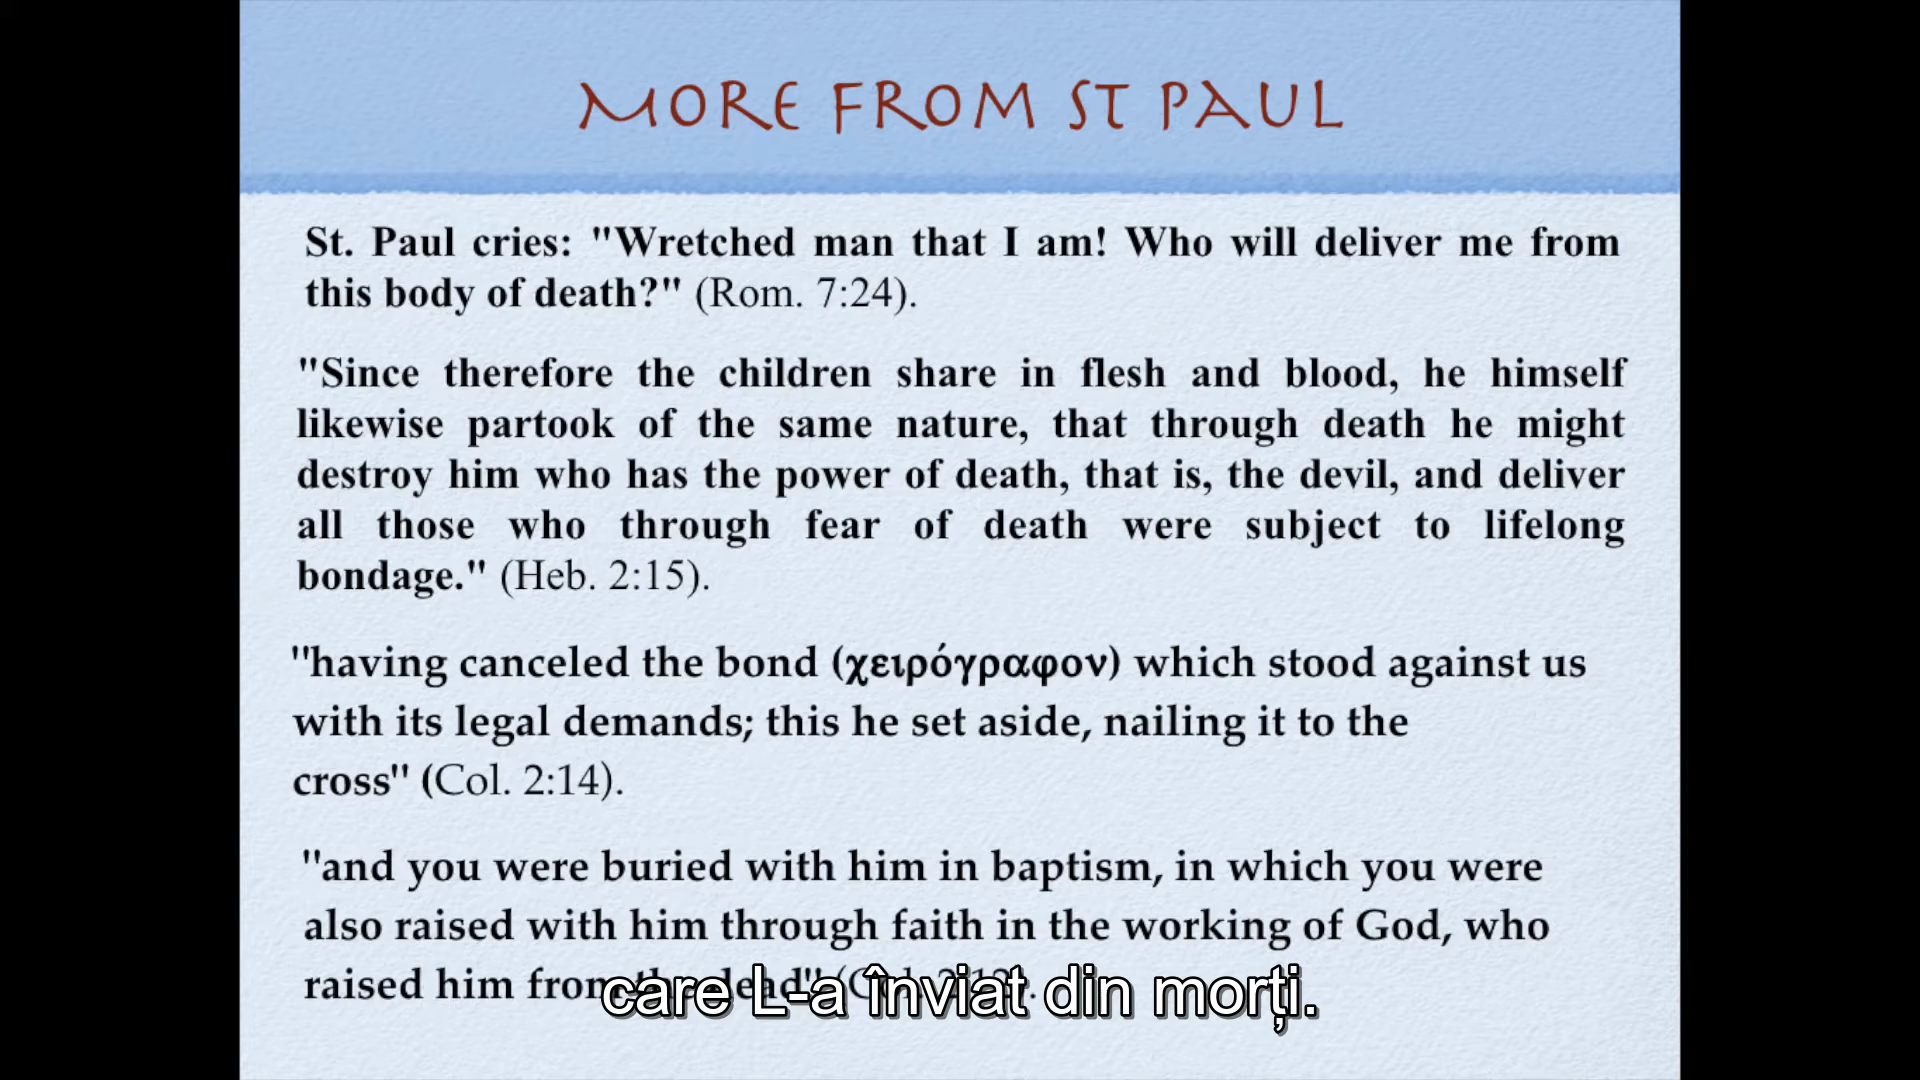 MORE FROM ST PAUL
St. Paul cries: "Wretched man that I am! Who will deliver me from
this body of death?" (Rom. 7:24).
"Since therefore the children share in flesh and blood, he himself
likewise partook of the same nature, that through death he might
destroy him who has the power of death, that is, the devil, and deliver
all those who through fear of death were subject to lifelong
bondage." (Heb. 2:15).
"having canceled the bond (χειρόγραφον) which stood against us
with its legal demands; this he set aside, nailing it to the
cross" (Col. 2:14).
"and you were buried with him in baptism, in which you were
also raised with him through faith in the working of God, who
raised him from the dead"
care L-a înviat din morți.